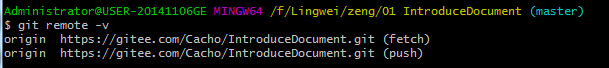 Administrator@USER-20141106GE MINGW64 /f/Lingwei/zeng/01 IntroduceDocument (master)
$ git remote -v
origin  https://gitee.com/Cacho/IntroduceDocument.git (fetch)
origin  https://gitee.com/Cacho/IntroduceDocument.git (push)